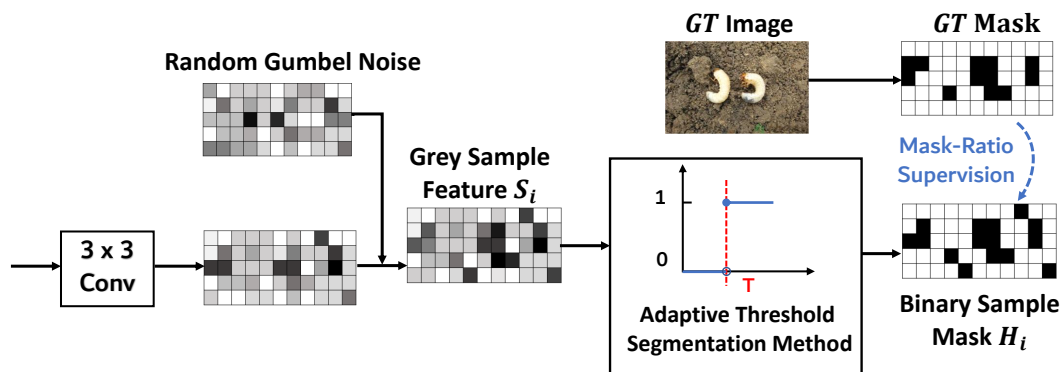 GT Image
GT Mask
Random Gumbel Noise
Mask-Ratio
Supervision
Grey Sample
Feature S_i
3 x 3
Conv
1
0
T
Adaptive Threshold
Segmentation Method
Binary Sample
Mask H_i